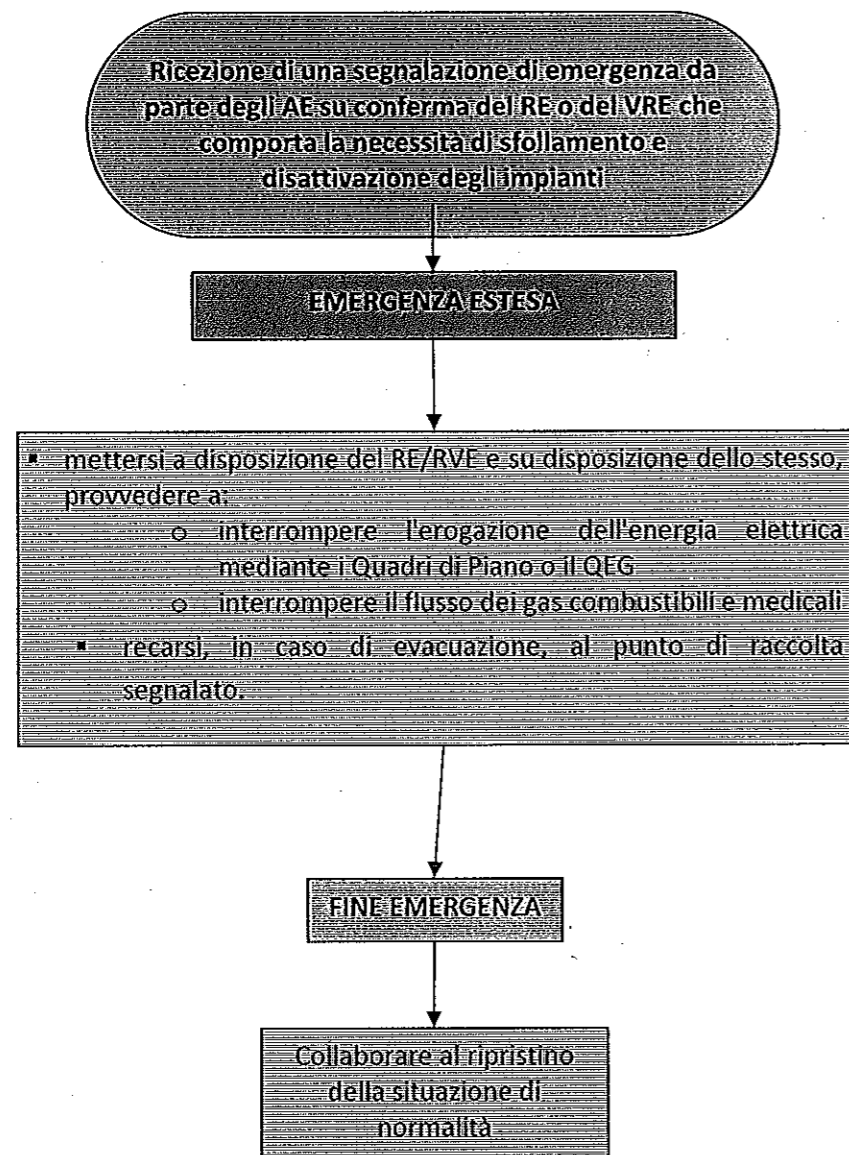 Ricezione di una segnalazione di emergenza da
parte degli AE su conferma del RE o del VRE che
comporta la necessità di sfollamento e
disattivazione degli impianti
EMERGENZA ESTESA
▪ mettersi a disposizione del RE/RVE e su disposizione dello stesso,
provvedere a:
o interrompere l'erogazione dell'energia elettrica
mediante i Quadri di Piano o il QEG
o interrompere il flusso dei gas combustibili e medicali
▪ recarsi, in caso di evacuazione, al punto di raccolta
segnalato.
FINE EMERGENZA
Collaborare al ripristino
della situazione di
normalità